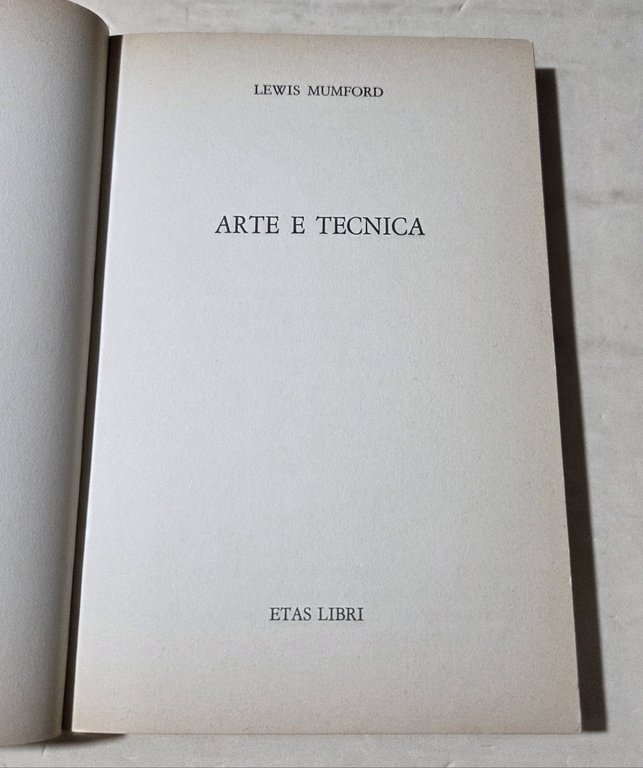 LEWIS MUMFORD
ARTE E TECNICA
ETAS LIBRI